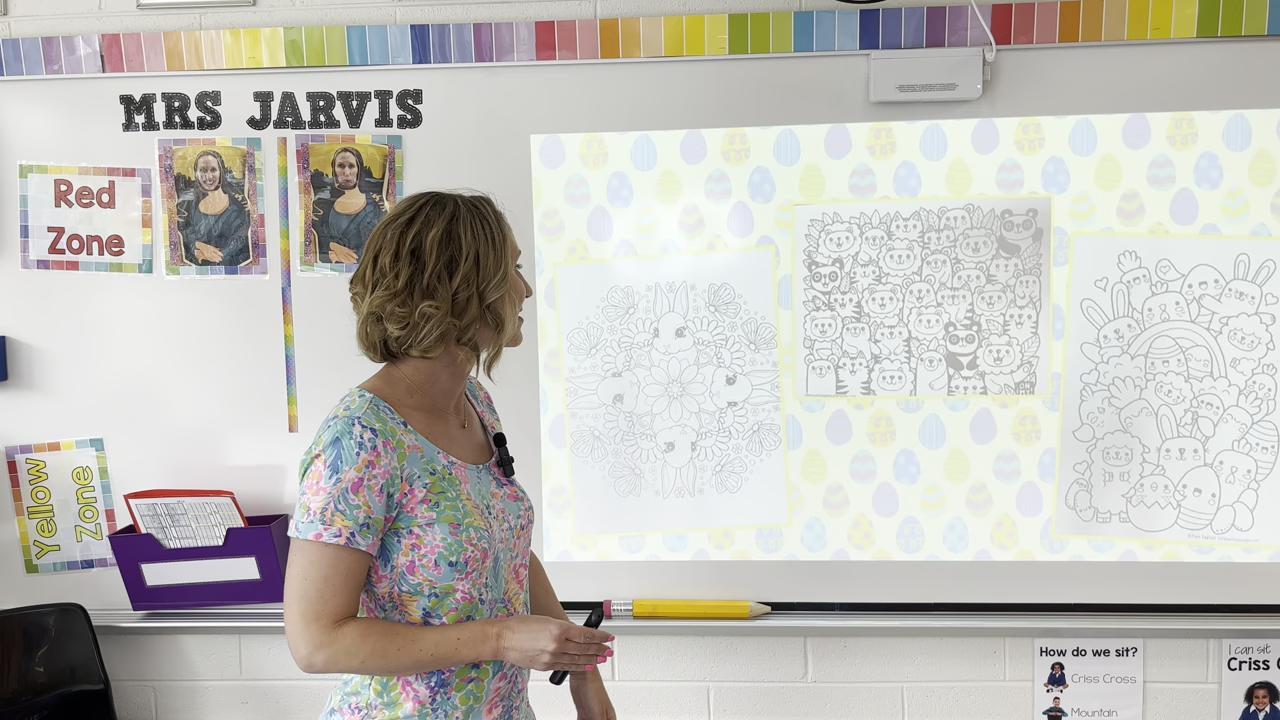 MRS JARVIS
Red
Zone
Yellow
Zone
How do we sit?
Criss Cross
Mountain
I can sit
Criss